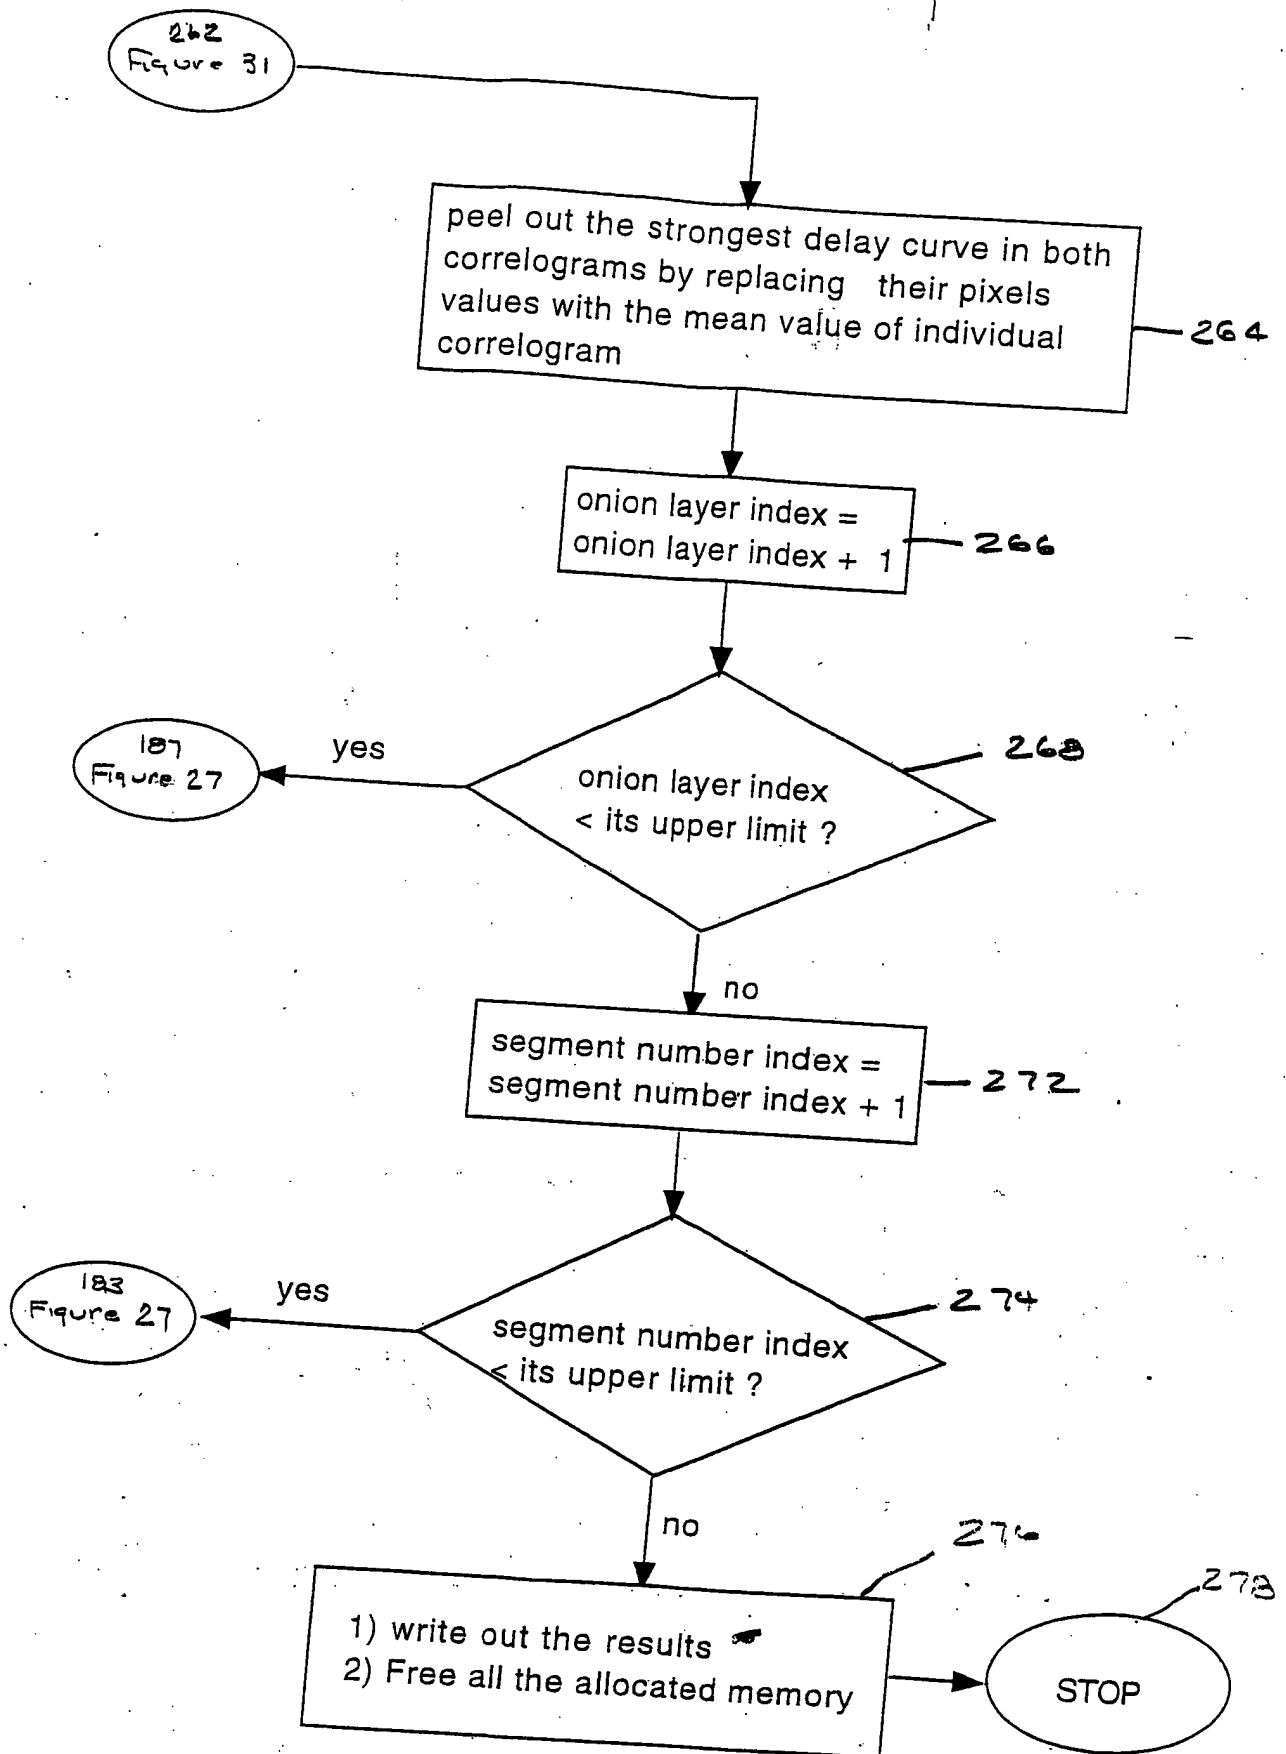 262
Figure 31
peel out the strongest delay curve in both
correlograms by replacing their pixels
values with the mean value of individual
correlogram
264
onion layer index =
onion layer index + 1
266
onion layer index
< its upper limit ?
268
yes
187
Figure 27
no
segment number index =
segment number index + 1
272
segment number index
< its upper limit ?
274
yes
183
Figure 27
no
276
1) write out the results
2) Free all the allocated memory
278
STOP